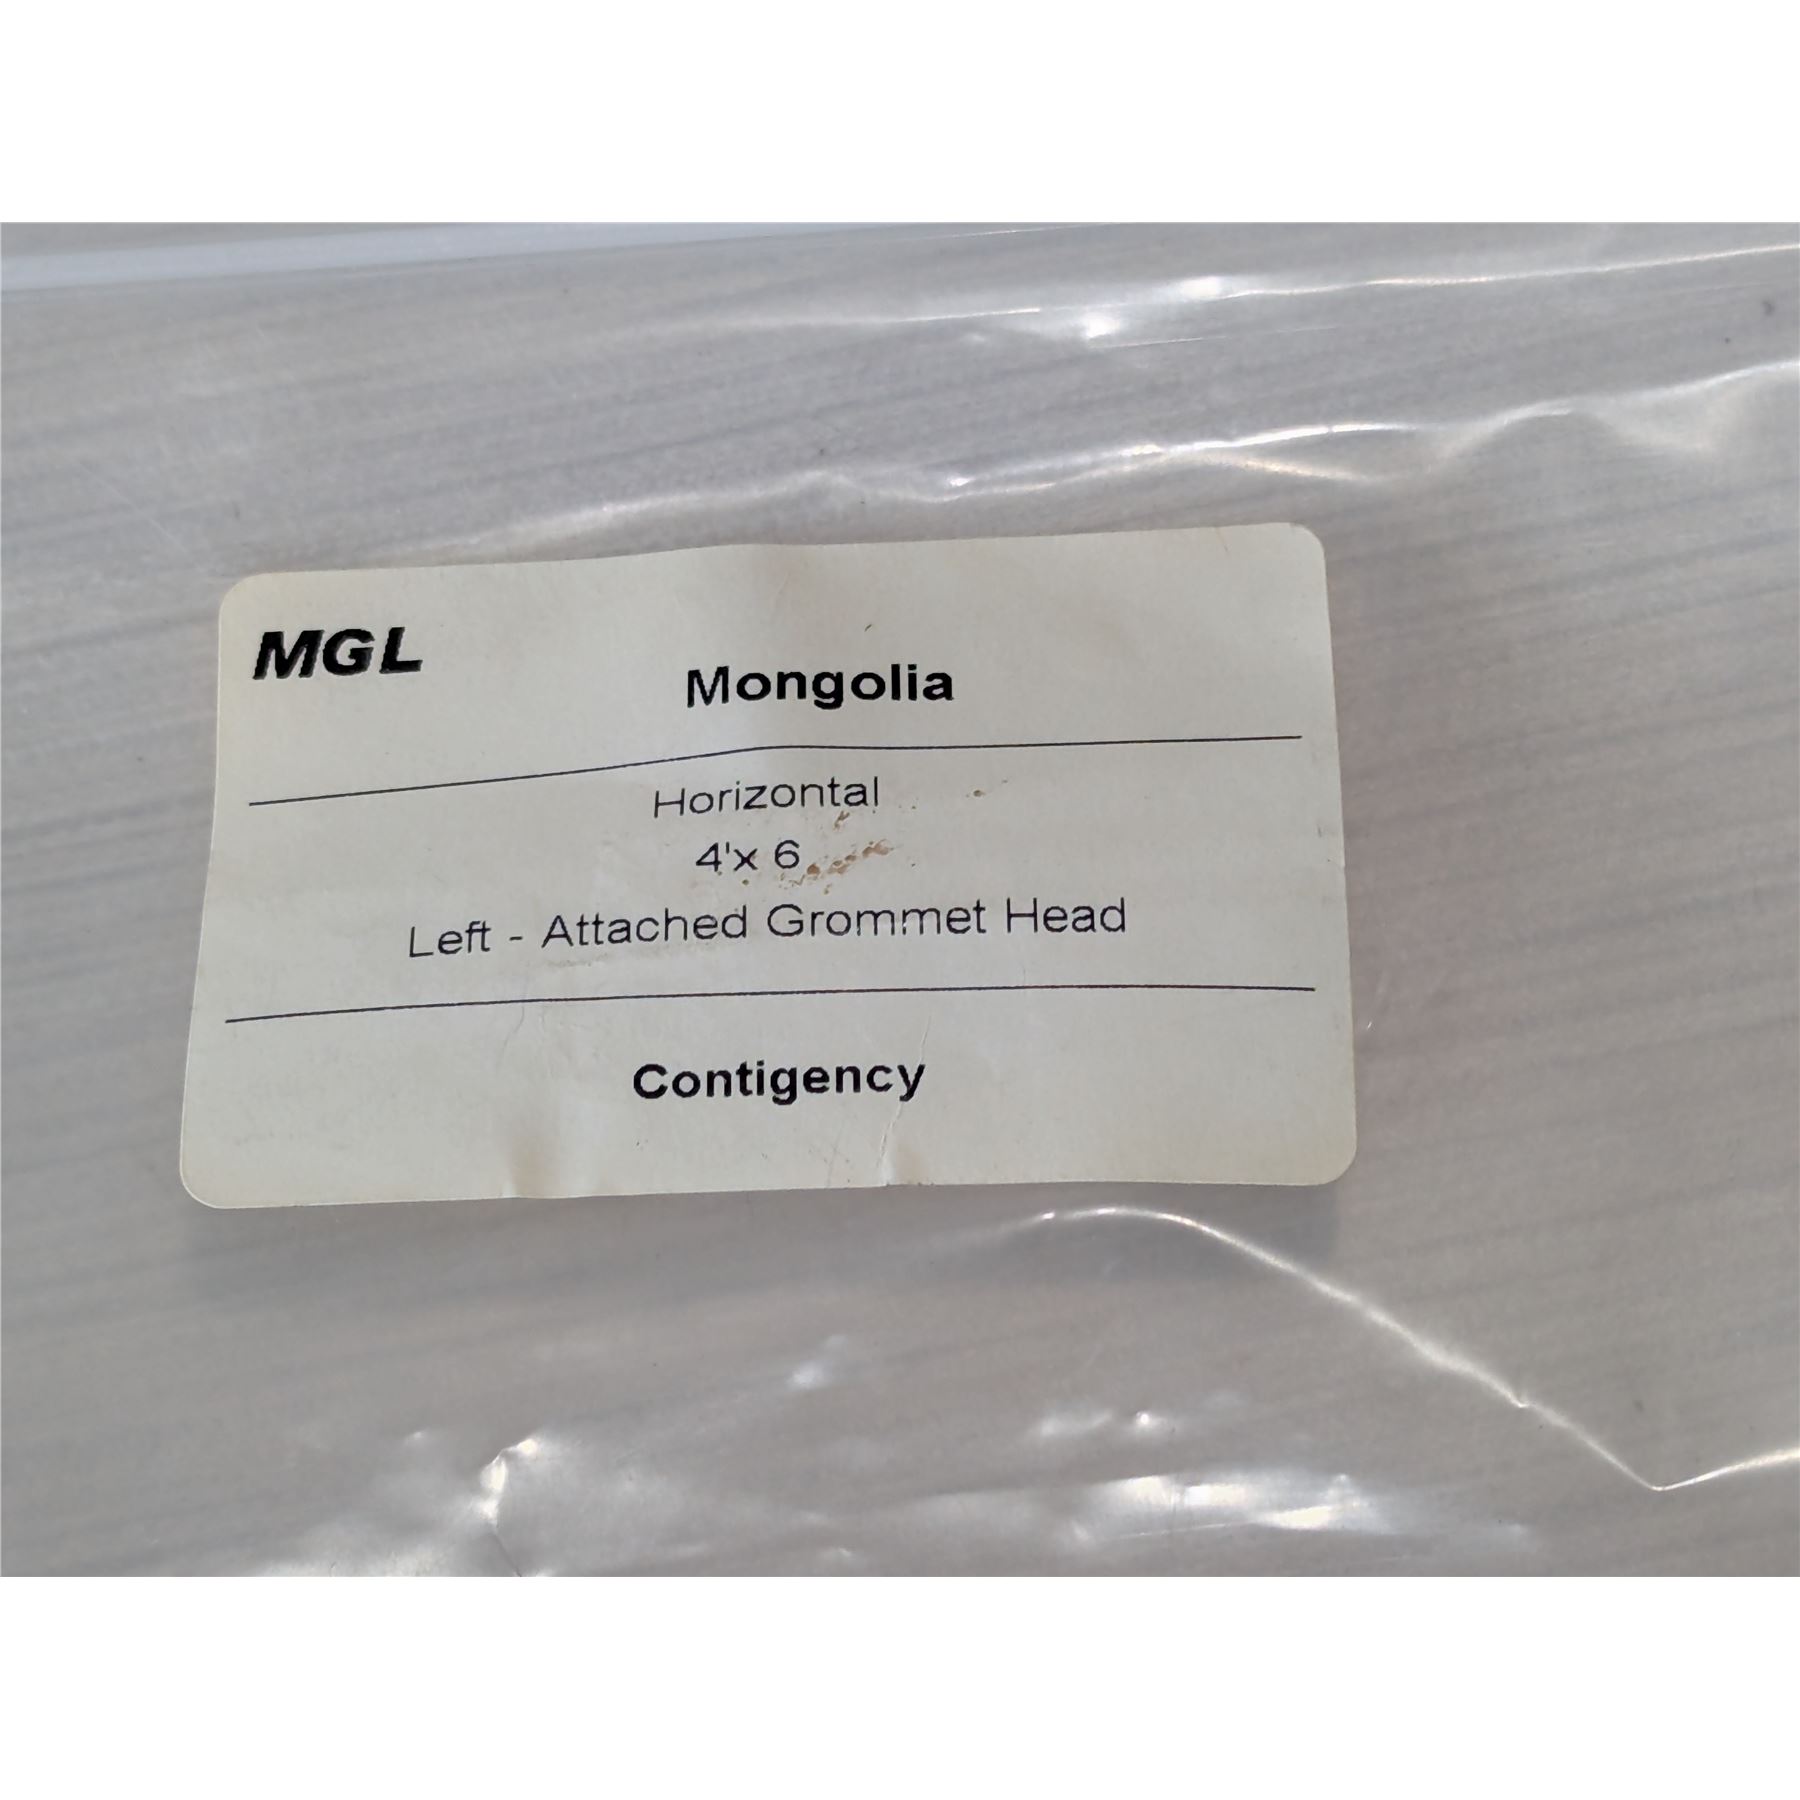 MGL
Mongolia
Horizontal
4'x 6
Left - Attached Grommet Head
Contigency